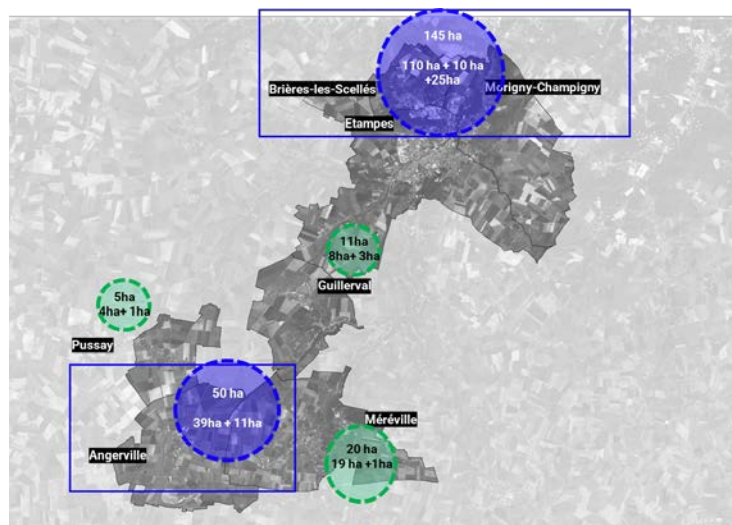 145 ha
110 ha + 10 ha
+25ha
Brières-les-Scellés
Morigny-Champigny
Etampes
11ha
8ha+ 3ha
Guillerval
5ha
4ha+ 1ha
Pussay
50 ha
39ha + 11ha
Méréville
Angerville
20 ha
19 ha +1ha